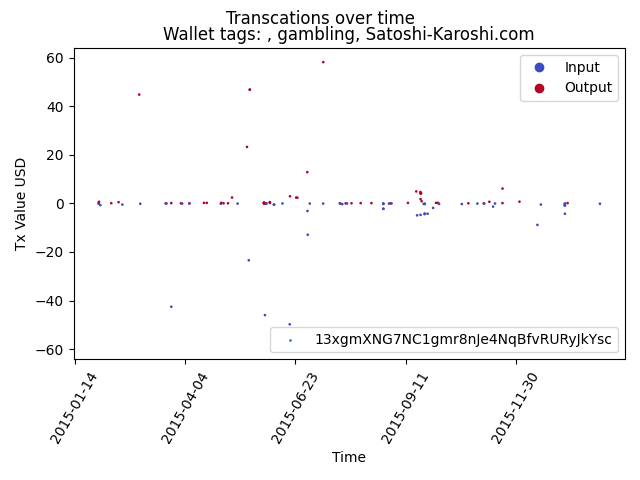 Transcations over time
Wallet tags: , gambling, Satoshi-Karoshi.com
60
40
20
0
−20
−40
−60
Tx Value USD
Input
Output
13xgmXNG7NC1gmr8nJe4NqBfvRURyJkYsc
2015-01-14
2015-04-04
2015-06-23
2015-09-11
2015-11-30
Time